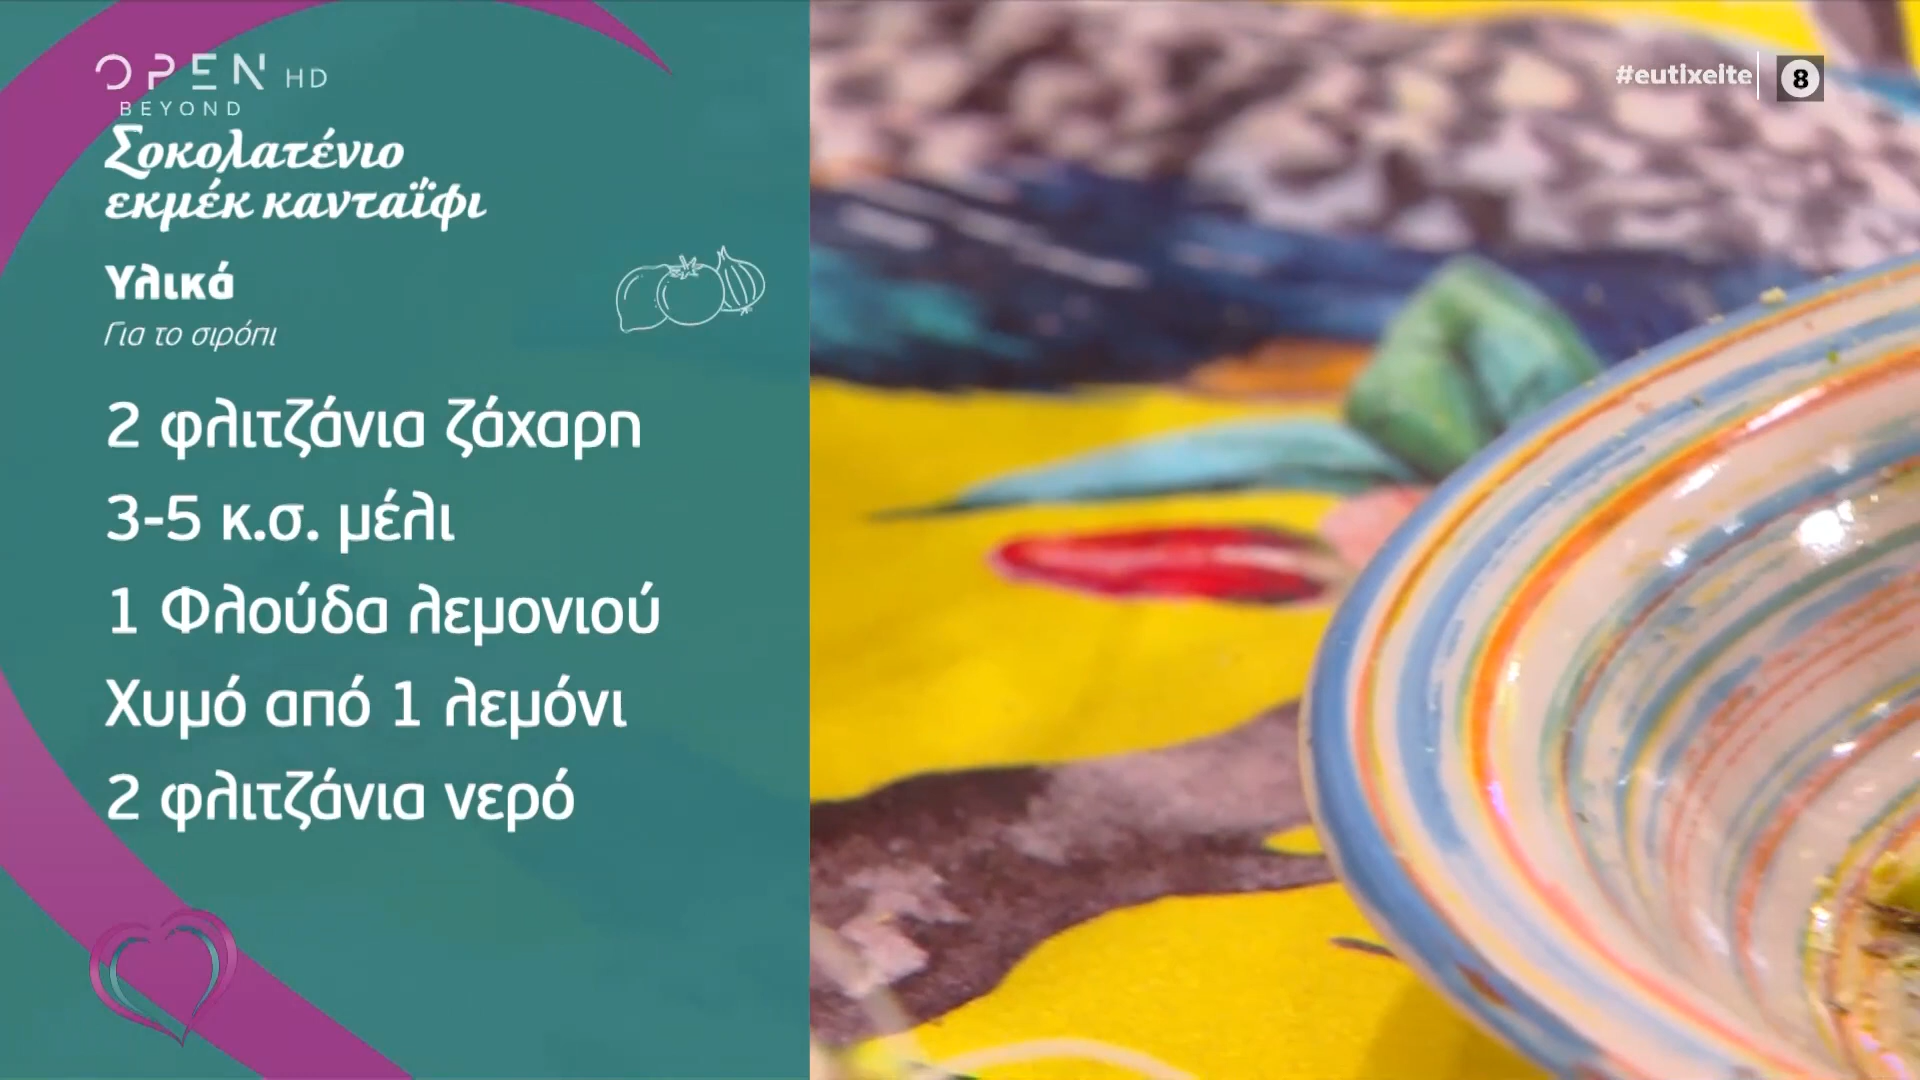 OPEN HD
BEYOND
#eutixeite
8
Σοκολατένιο
εκμέκ κανταΐφι
Υλικά
Για το σιρόπι
2 φλιτζάνια ζάχαρη
3-5 κ.σ. μέλι
1 Φλούδα λεμονιού
Χυμό από 1 λεμόνι
2 φλιτζάνια νερό